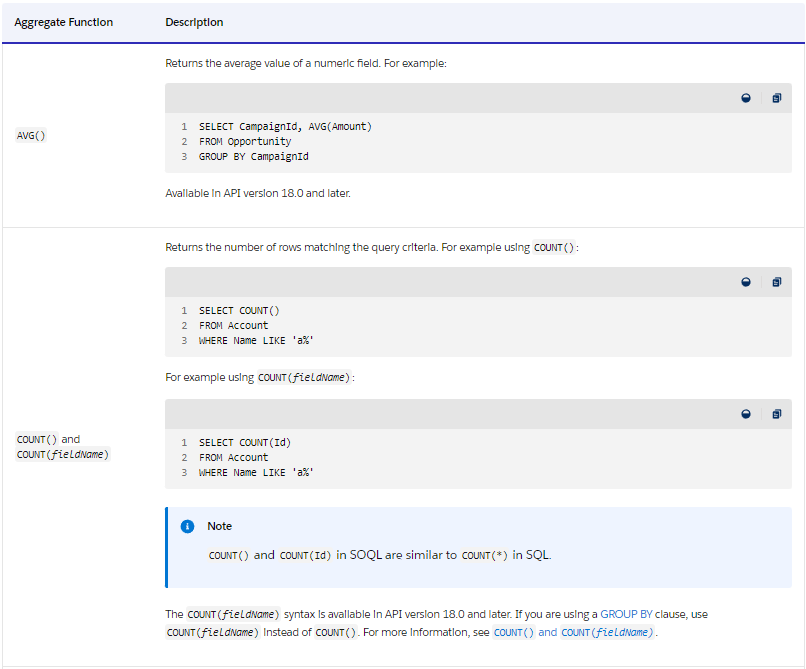 Aggregate Function Description
Returns the average value of a numeric field. For example:
AVG()
1 SELECT CampaignId, AVG(Amount)
2 FROM Opportunity
3 GROUP BY CampaignId
Available in API version 18.0 and later.
Returns the number of rows matching the query criteria. For example using COUNT():
1 SELECT COUNT()
2 FROM Account
3 WHERE Name LIKE 'a%'
For example using COUNT(fieldName):
COUNT() and
COUNT(fieldName)
1 SELECT COUNT(Id)
2 FROM Account
3 WHERE Name LIKE 'a%'
Note
COUNT() and COUNT(Id) in SOQL are similar to COUNT(*) in SQL.
The COUNT(fieldName) syntax is available in API version 18.0 and later. If you are using a GROUP BY clause, use
COUNT(fieldName) instead of COUNT(). For more information, see COUNT() and COUNT(fieldName).